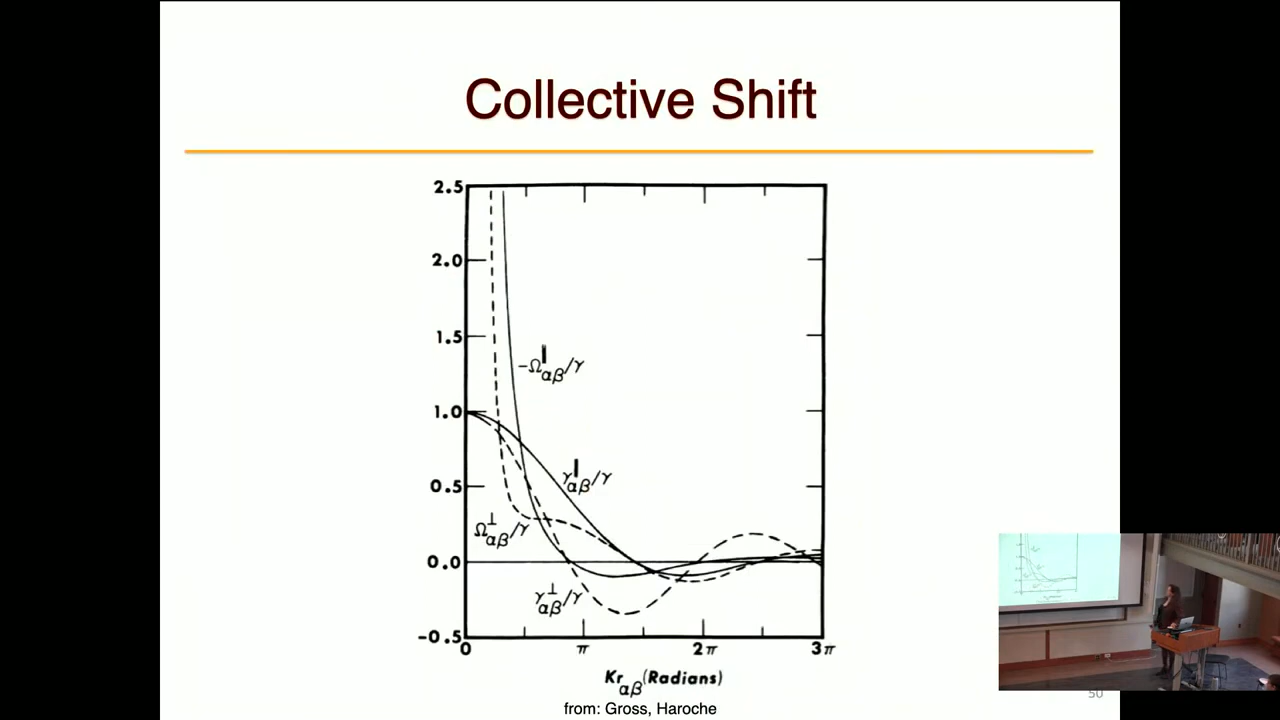 Collective Shift
2.5
2.0
1.5
-Ω∥αβ/γ
1.0
γ∥αβ/γ
0.5
Ω⊥αβ/γ
0.0
γ⊥αβ/γ
-0.5
0 π 2π 3π
Krαβ(Radians)
from: Gross, Haroche
50